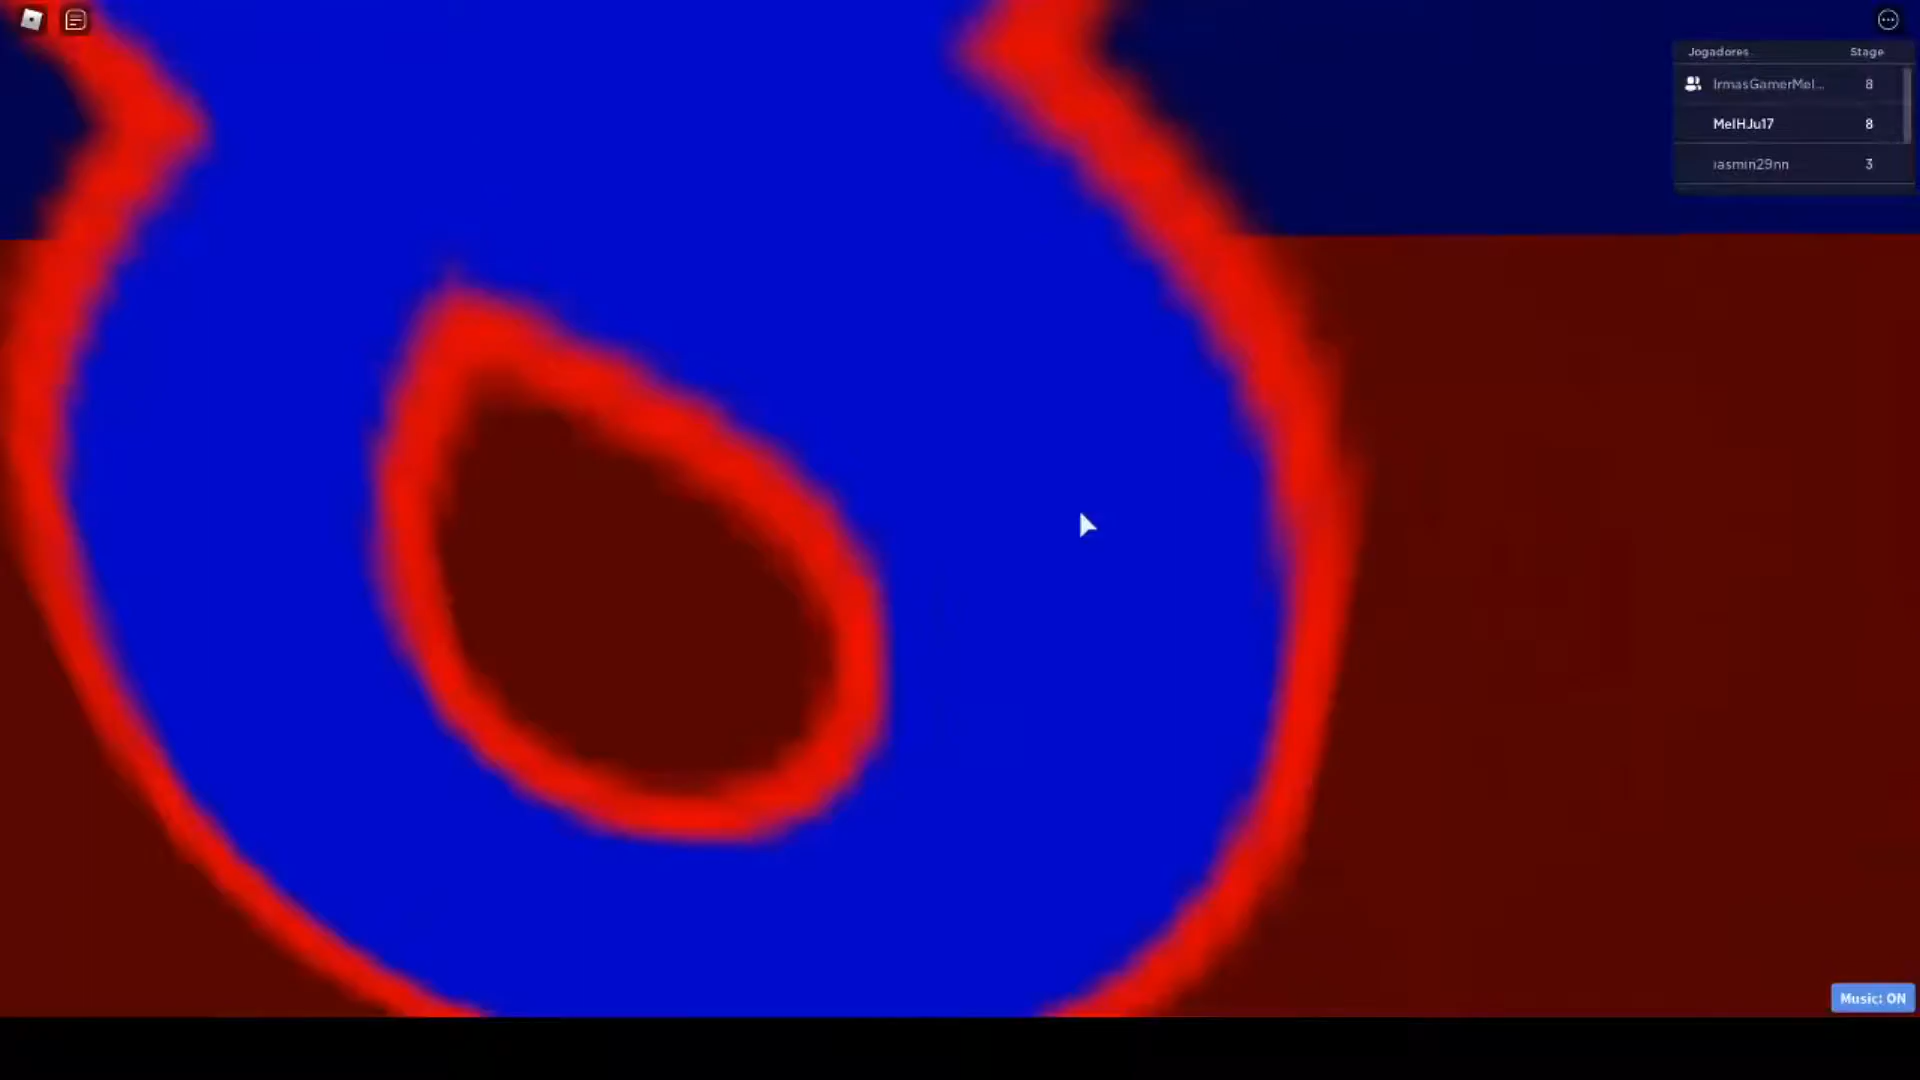 Jogadores Stage
IrmasGamerMel... 8
MelHJu17 8
iasmin29nn 3
Music: ON